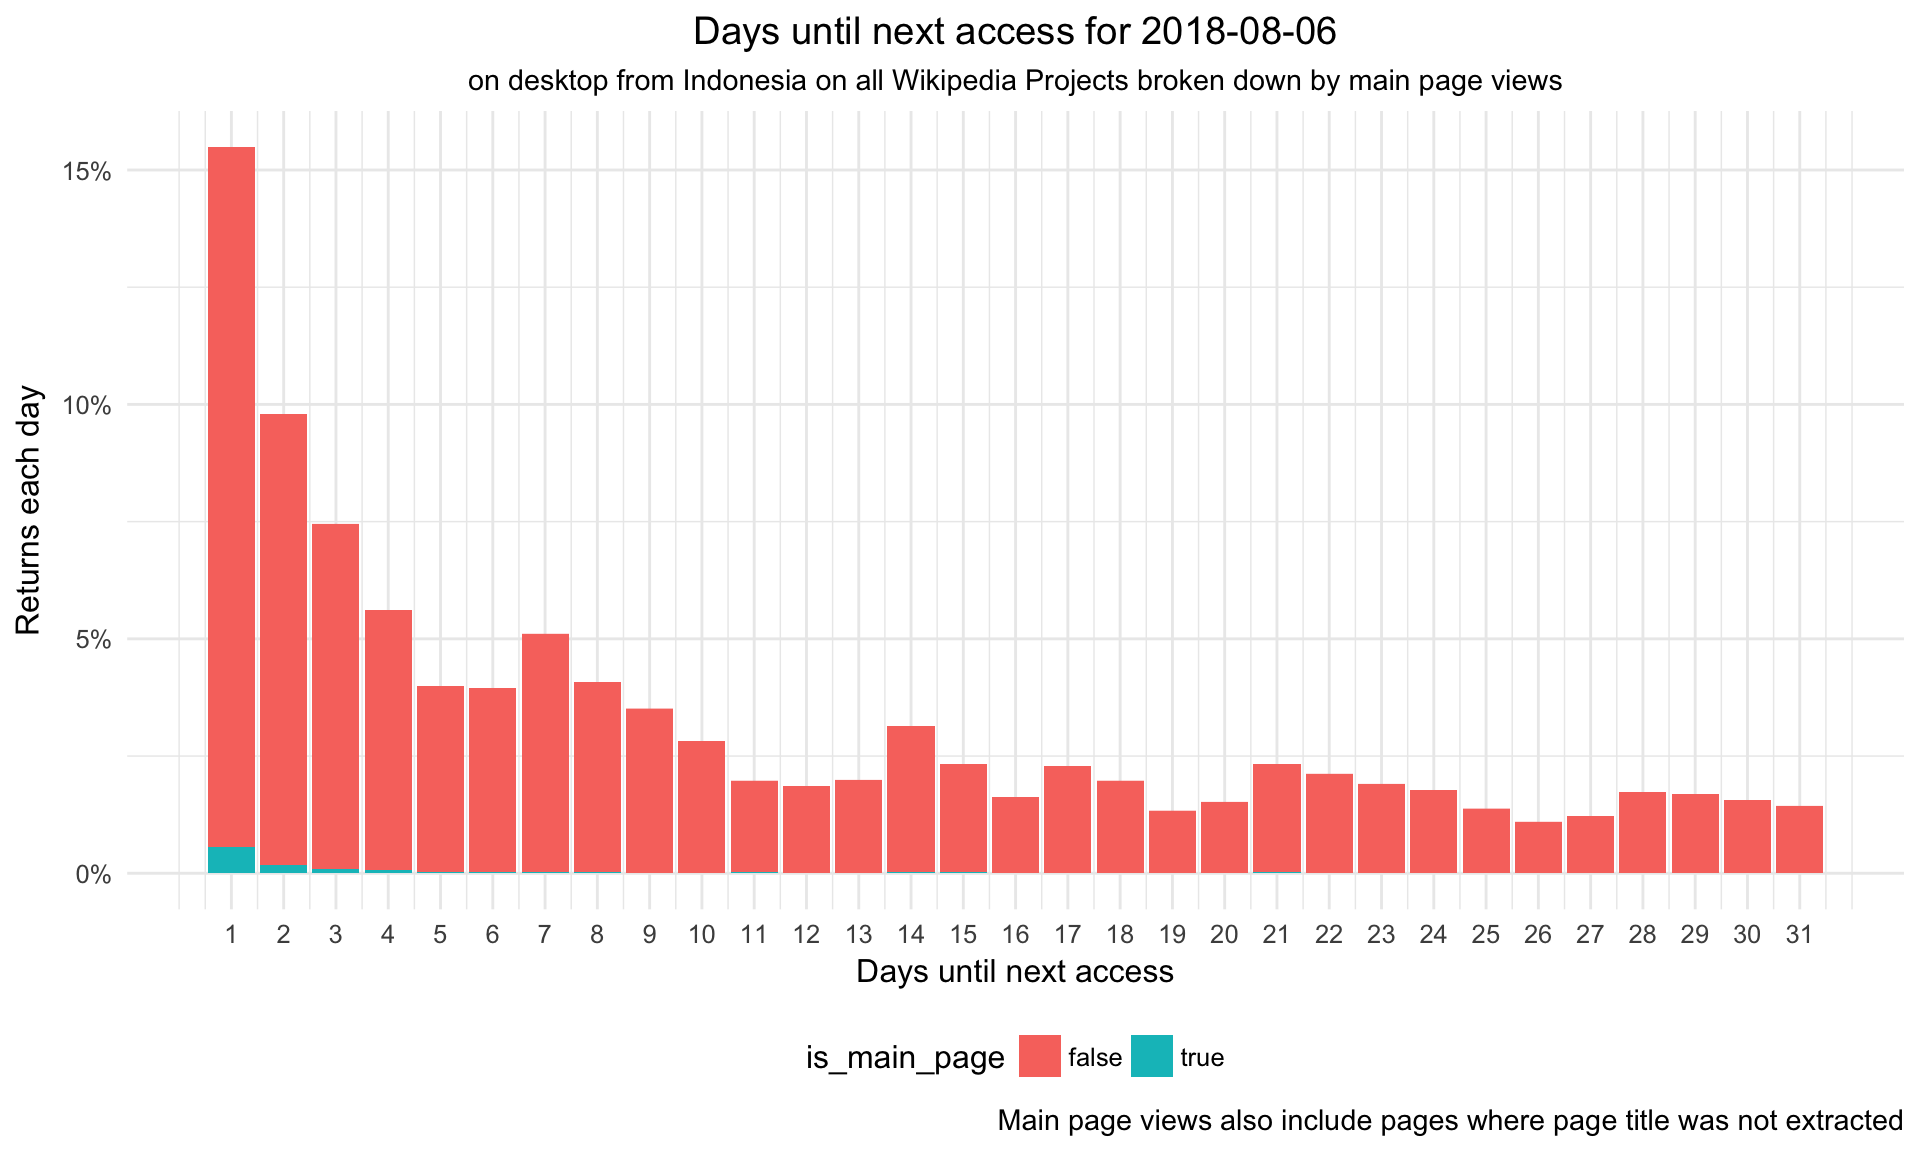 Days until next access for 2018-08-06
on desktop from Indonesia on all Wikipedia Projects broken down by main page views
Returns each day
15%
10%
5%
0%
1 2 3 4 5 6 7 8 9 10 11 12 13 14 15 16 17 18 19 20 21 22 23 24 25 26 27 28 29 30 31
Days until next access
is_main_page false true
Main page views also include pages where page title was not extracted